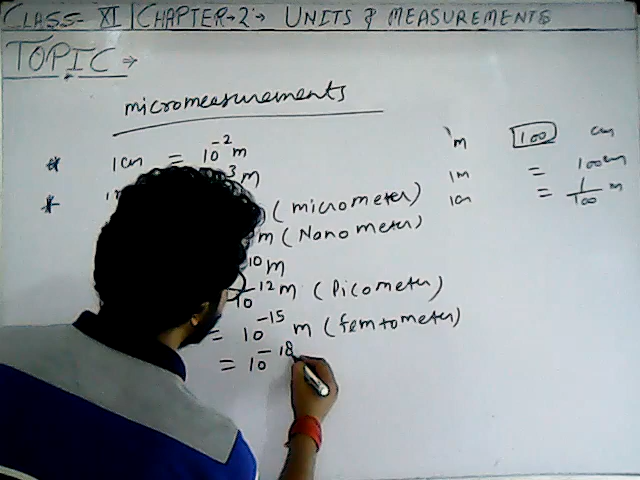 CLASS- XI | CHAPTER→2:→ UNITS & MEASUREMENTS
TOPIC→
micromeasurements
* 1cm = 10⁻² m
³ m
* (micrometer)
m (Nanometer)
10 m
10⁻¹² m (Picometer)
= 10⁻¹⁵ m (femtometer)
= 10⁻¹⁸
m 100 cm
1m = 100cm
1cm = 1/100 m